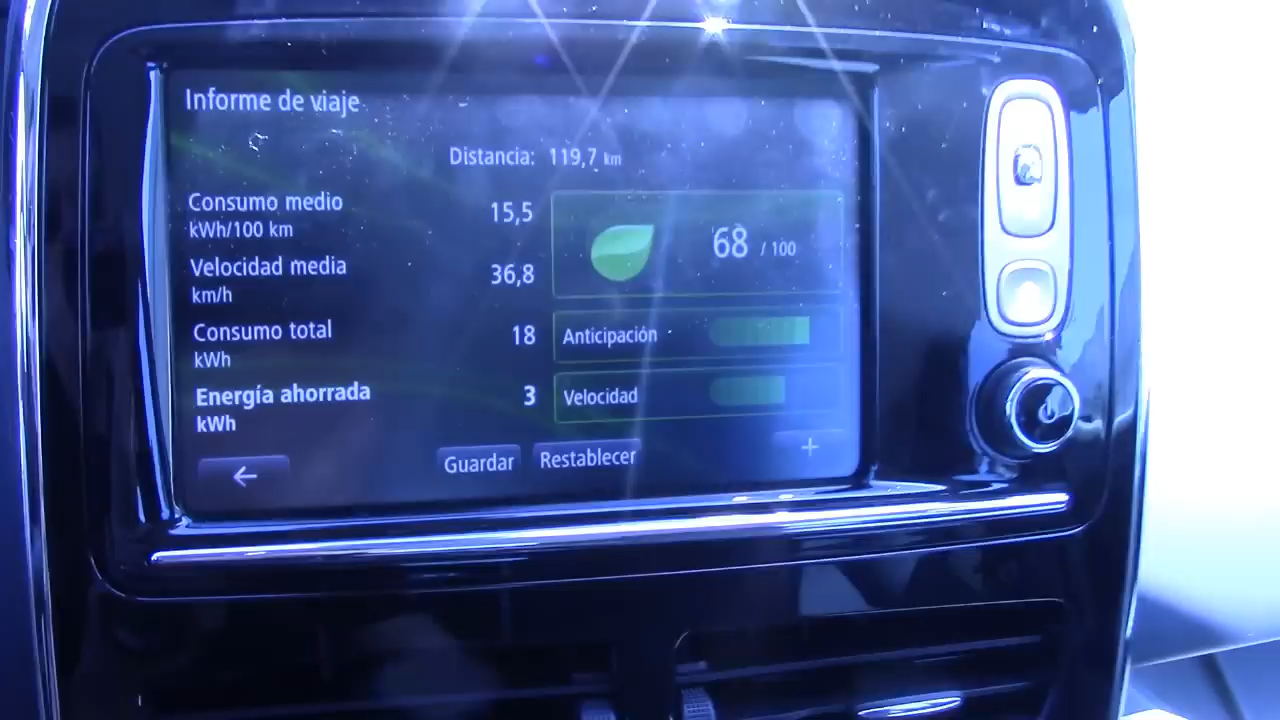 Informe de viaje
Distancia: 119,7 km
Consumo medio 15,5
kWh/100 km
68 / 100
Velocidad media 36,8
km/h
Consumo total 18
kWh
Anticipación
Energía ahorrada 3
kWh
Velocidad
Guardar Restablecer +